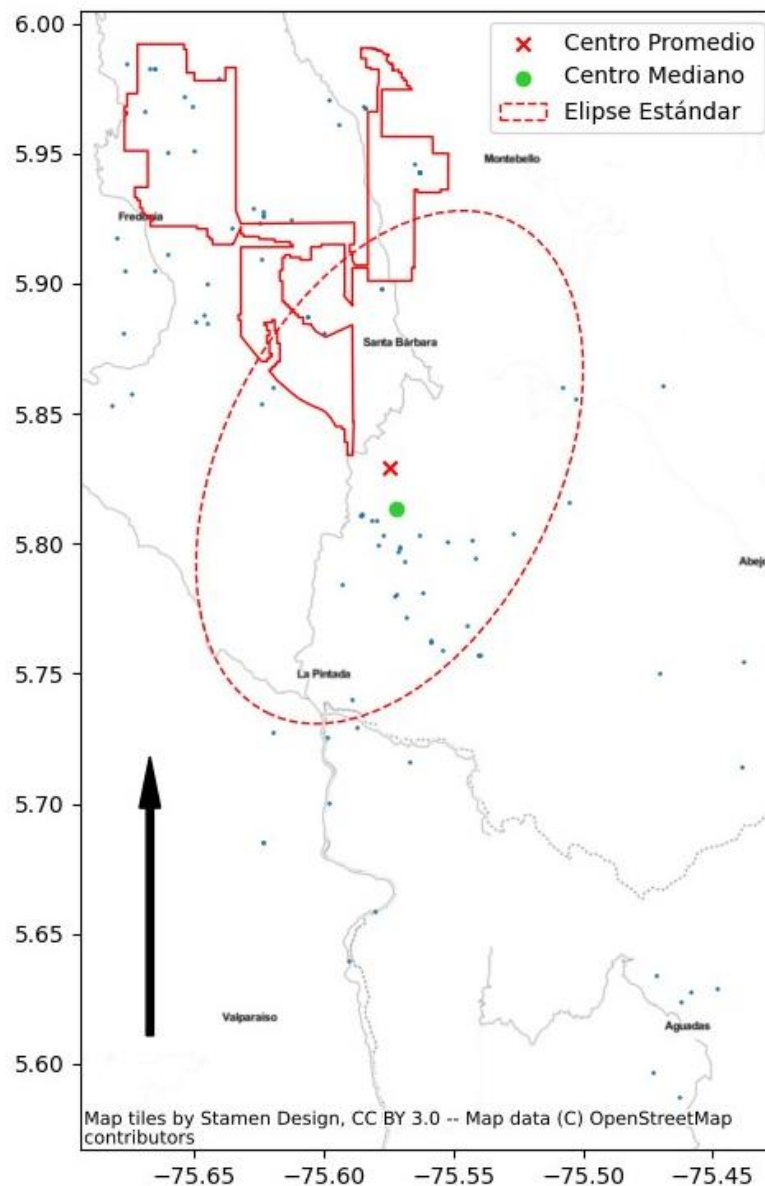 6.00
Centro Promedio
Centro Mediano
Elipse Estándar
5.95
Montebello
Fredonia
5.90
Santa Bárbara
5.85
5.80
Abej
5.75
La Pintada
5.70
5.65
Valparaiso
Aguadas
5.60
Map tiles by Stamen Design, CC BY 3.0 -- Map data (C) OpenStreetMap
contributors
−75.65 −75.60 −75.55 −75.50 −75.45